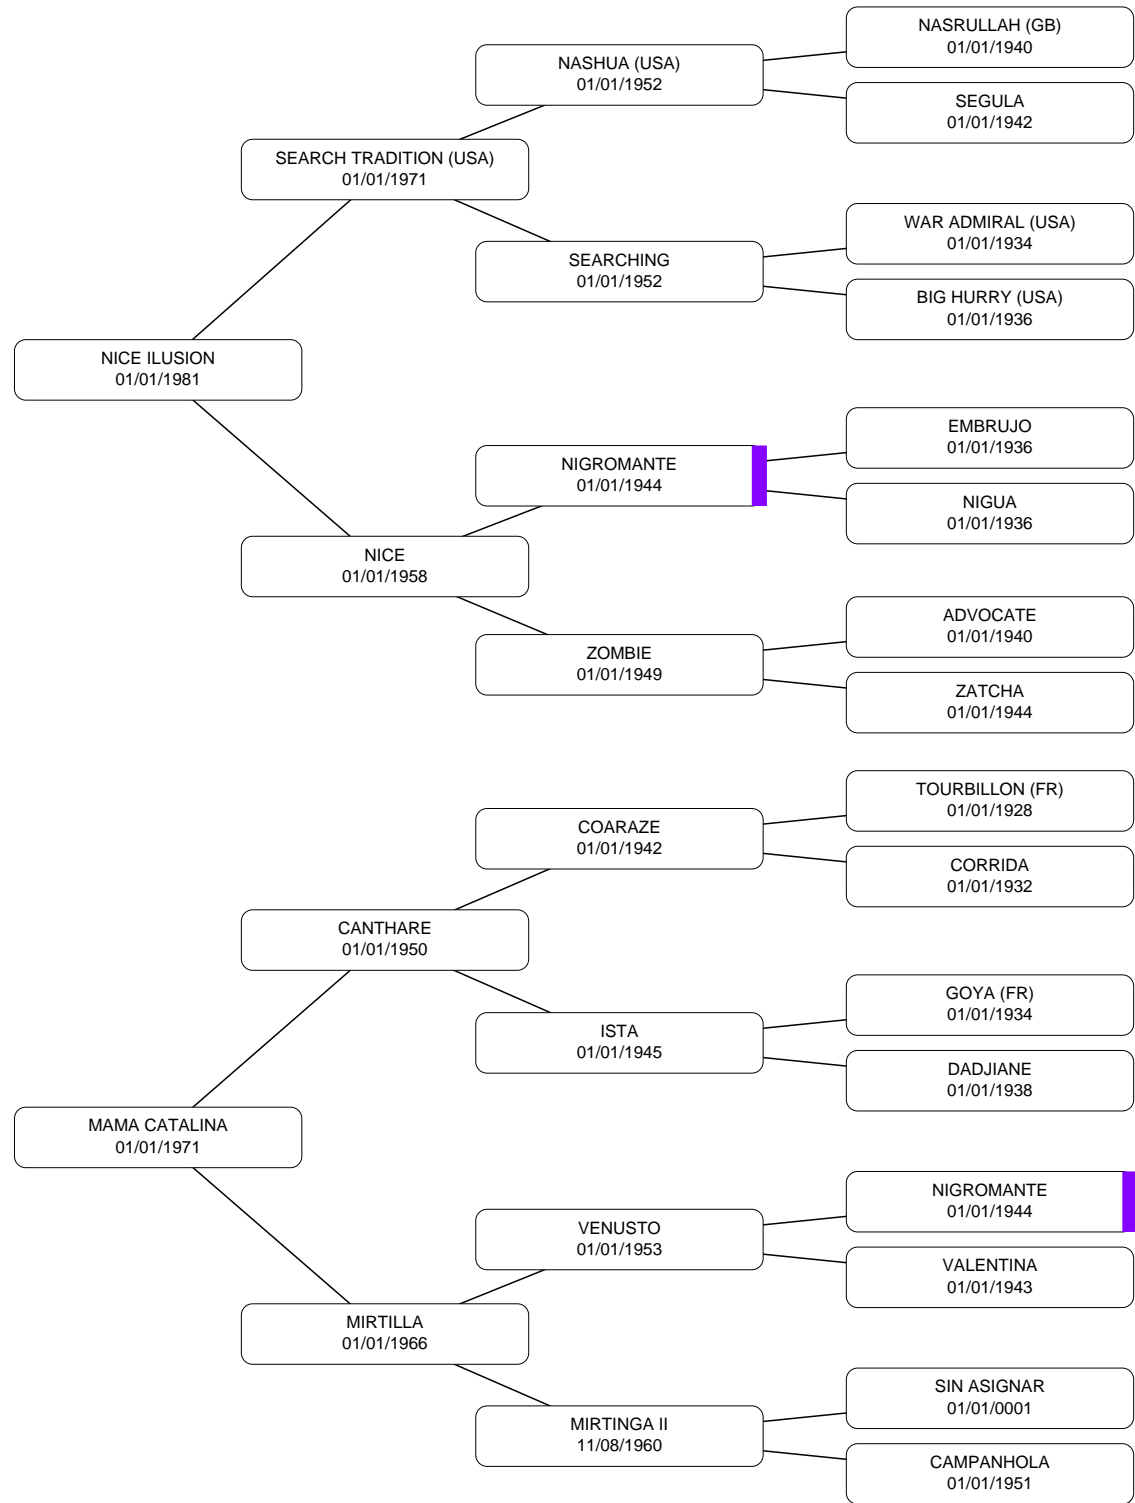 NASRULLAH (GB)
01/01/1940
NASHUA (USA)
01/01/1952
SEGULA
01/01/1942
SEARCH TRADITION (USA)
01/01/1971
WAR ADMIRAL (USA)
01/01/1934
SEARCHING
01/01/1952
BIG HURRY (USA)
01/01/1936
NICE ILUSION
01/01/1981
EMBRUJO
01/01/1936
NIGROMANTE
01/01/1944
NIGUA
01/01/1936
NICE
01/01/1958
ADVOCATE
01/01/1940
ZOMBIE
01/01/1949
ZATCHA
01/01/1944
TOURBILLON (FR)
01/01/1928
COARAZE
01/01/1942
CORRIDA
01/01/1932
CANTHARE
01/01/1950
GOYA (FR)
01/01/1934
ISTA
01/01/1945
DADJIANE
01/01/1938
MAMA CATALINA
01/01/1971
NIGROMANTE
01/01/1944
VENUSTO
01/01/1953
VALENTINA
01/01/1943
MIRTILLA
01/01/1966
SIN ASIGNAR
01/01/0001
MIRTINGA II
11/08/1960
CAMPANHOLA
01/01/1951